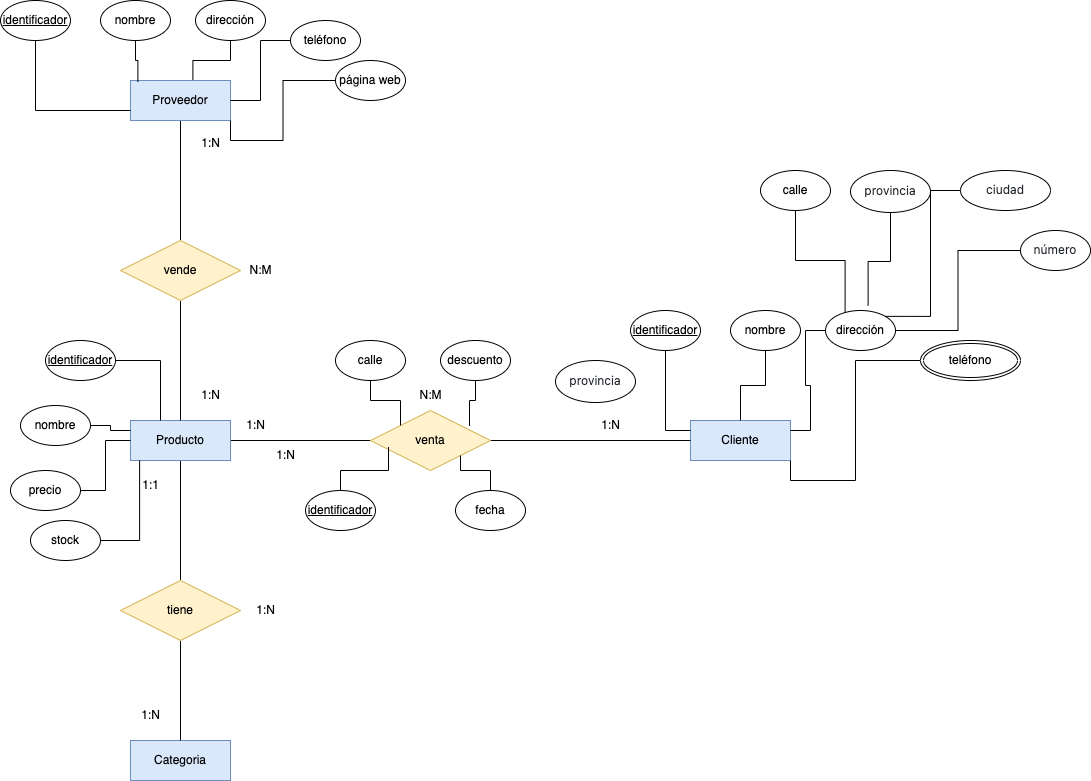 identificador
nombre
dirección
teléfono
página web
Proveedor
1:N
calle
provincia
ciudad
número
vende
N:M
identificador
nombre
dirección
teléfono
identificador
calle
descuento
provincia
1:N
N:M
nombre
1:N
1:N
Producto
venta
Cliente
1:N
precio
1:1
identificador
fecha
stock
tiene
1:N
1:N
Categoria